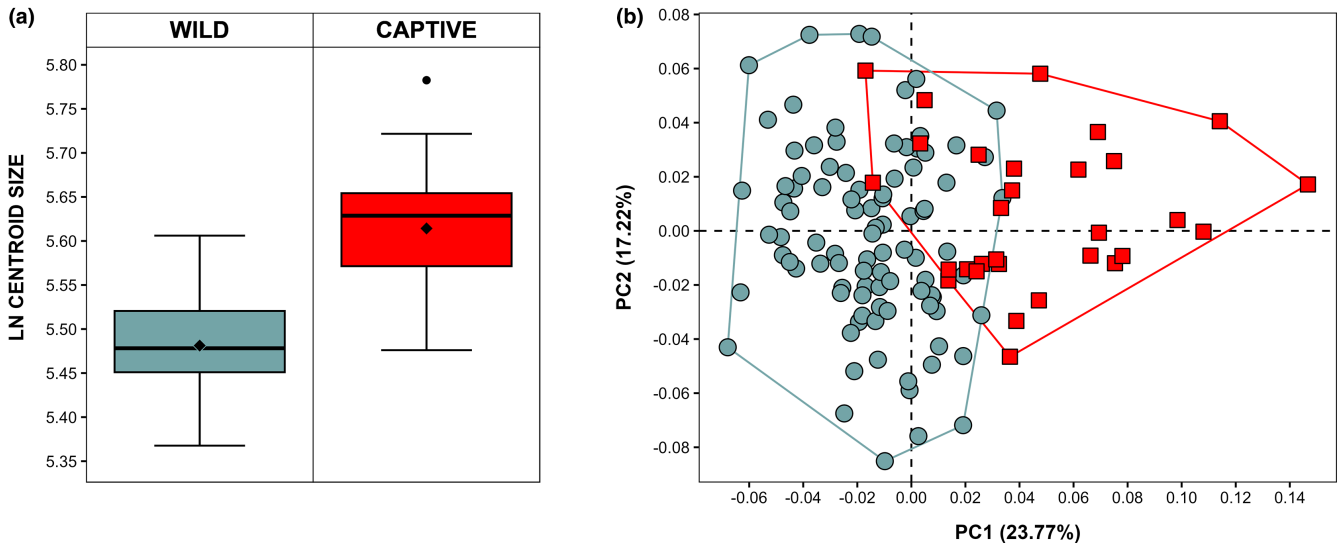 (a)
WILD CAPTIVE
LN CENTROID SIZE
5.80
5.75
5.70
5.65
5.60
5.55
5.50
5.45
5.40
5.35
(b)
PC2 (17.22%)
0.08
0.06
0.04
0.02
0.00
-0.02
-0.04
-0.06
-0.08
-0.06 -0.04 -0.02 0.00 0.02 0.04 0.06 0.08 0.10 0.12 0.14
PC1 (23.77%)